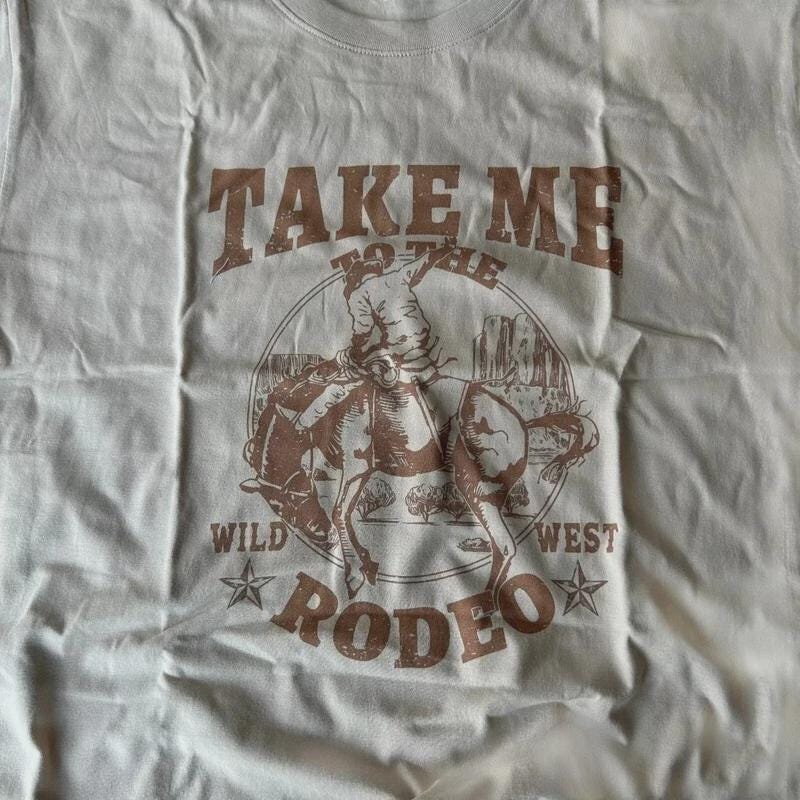 TAKE ME
TO THE
WILD WEST
RODEO